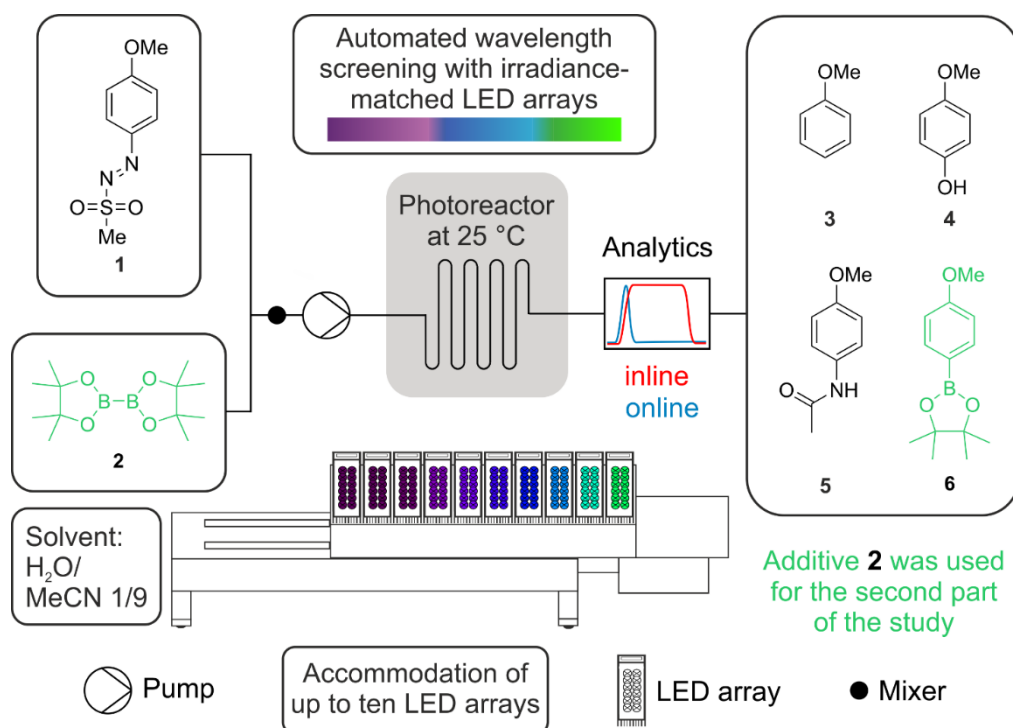 OMe
N
N
O=S=O
Me
1
O
O
B
B
O
O
2
Solvent:
H₂O/
MeCN 1/9
Automated wavelength
screening with irradiance-
matched LED arrays
Photoreactor
at 25 °C
Analytics
inline
online
OMe
3
OMe
OH
4
OMe
O
NH
5
OMe
B
O
O
6
Additive 2 was used
for the second part
of the study
Pump
Accommodation of
up to ten LED arrays
LED array
Mixer